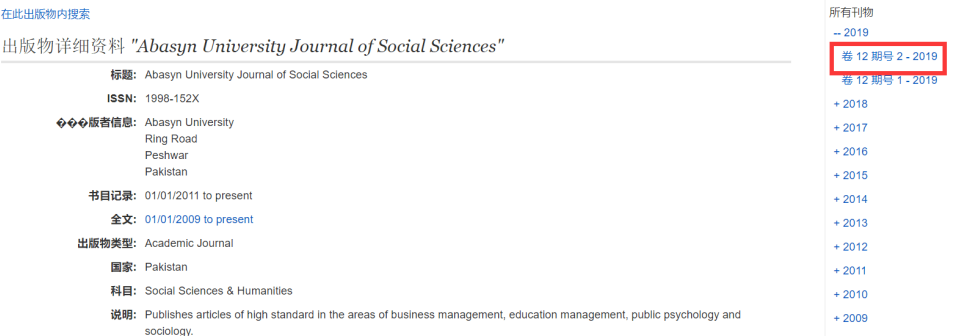 在此出版物内搜索
出版物详细资料 "Abasyn University Journal of Social Sciences"
标题: Abasyn University Journal of Social Sciences
ISSN: 1998-152X
���版者信息: Abasyn University
Ring Road
Peshwar
Pakistan
书目记录: 01/01/2011 to present
全文: 01/01/2009 to present
出版物类型: Academic Journal
国家: Pakistan
科目: Social Sciences & Humanities
说明: Publishes articles of high standard in the areas of business management, education management, public psychology and
sociology.
所有刊物
-- 2019
卷 12 期号 2 - 2019
卷 12 期号 1 - 2019
+ 2018
+ 2017
+ 2016
+ 2015
+ 2014
+ 2013
+ 2012
+ 2011
+ 2010
+ 2009